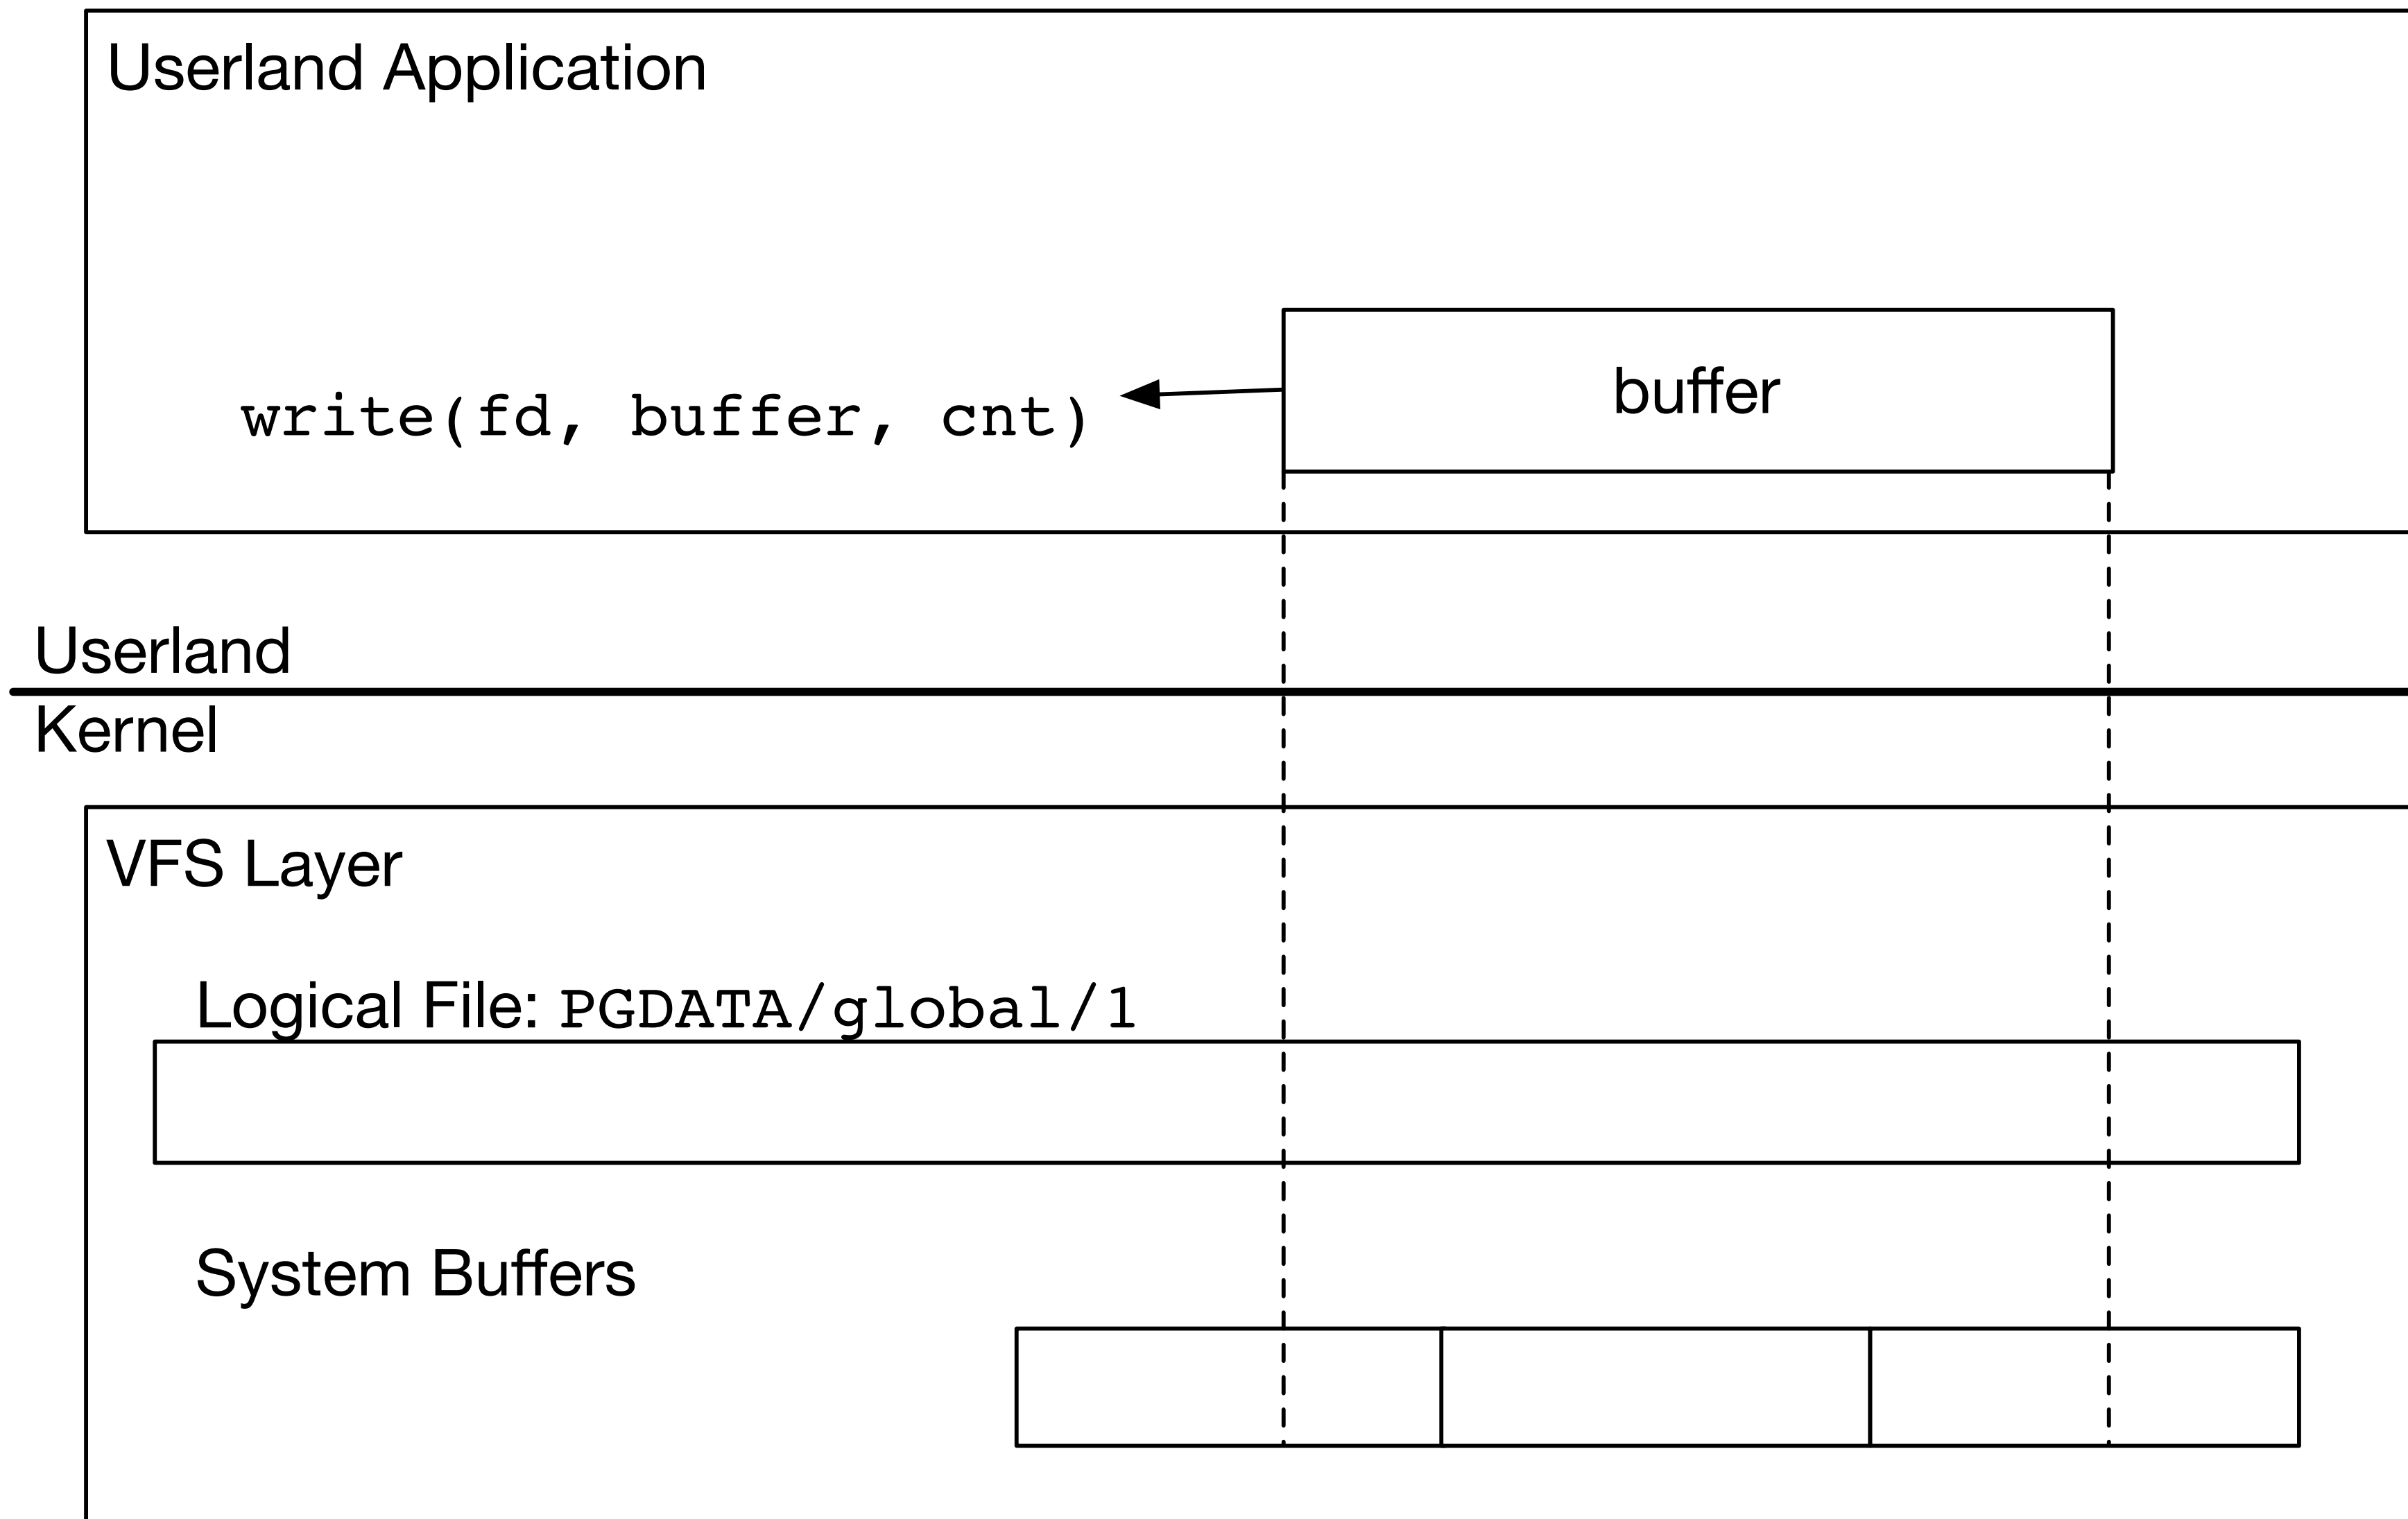 Userland Application
buffer
write(fd, buffer, cnt)
Userland
Kernel
VFS Layer
Logical File: PGDATA/global/1
System Buffers